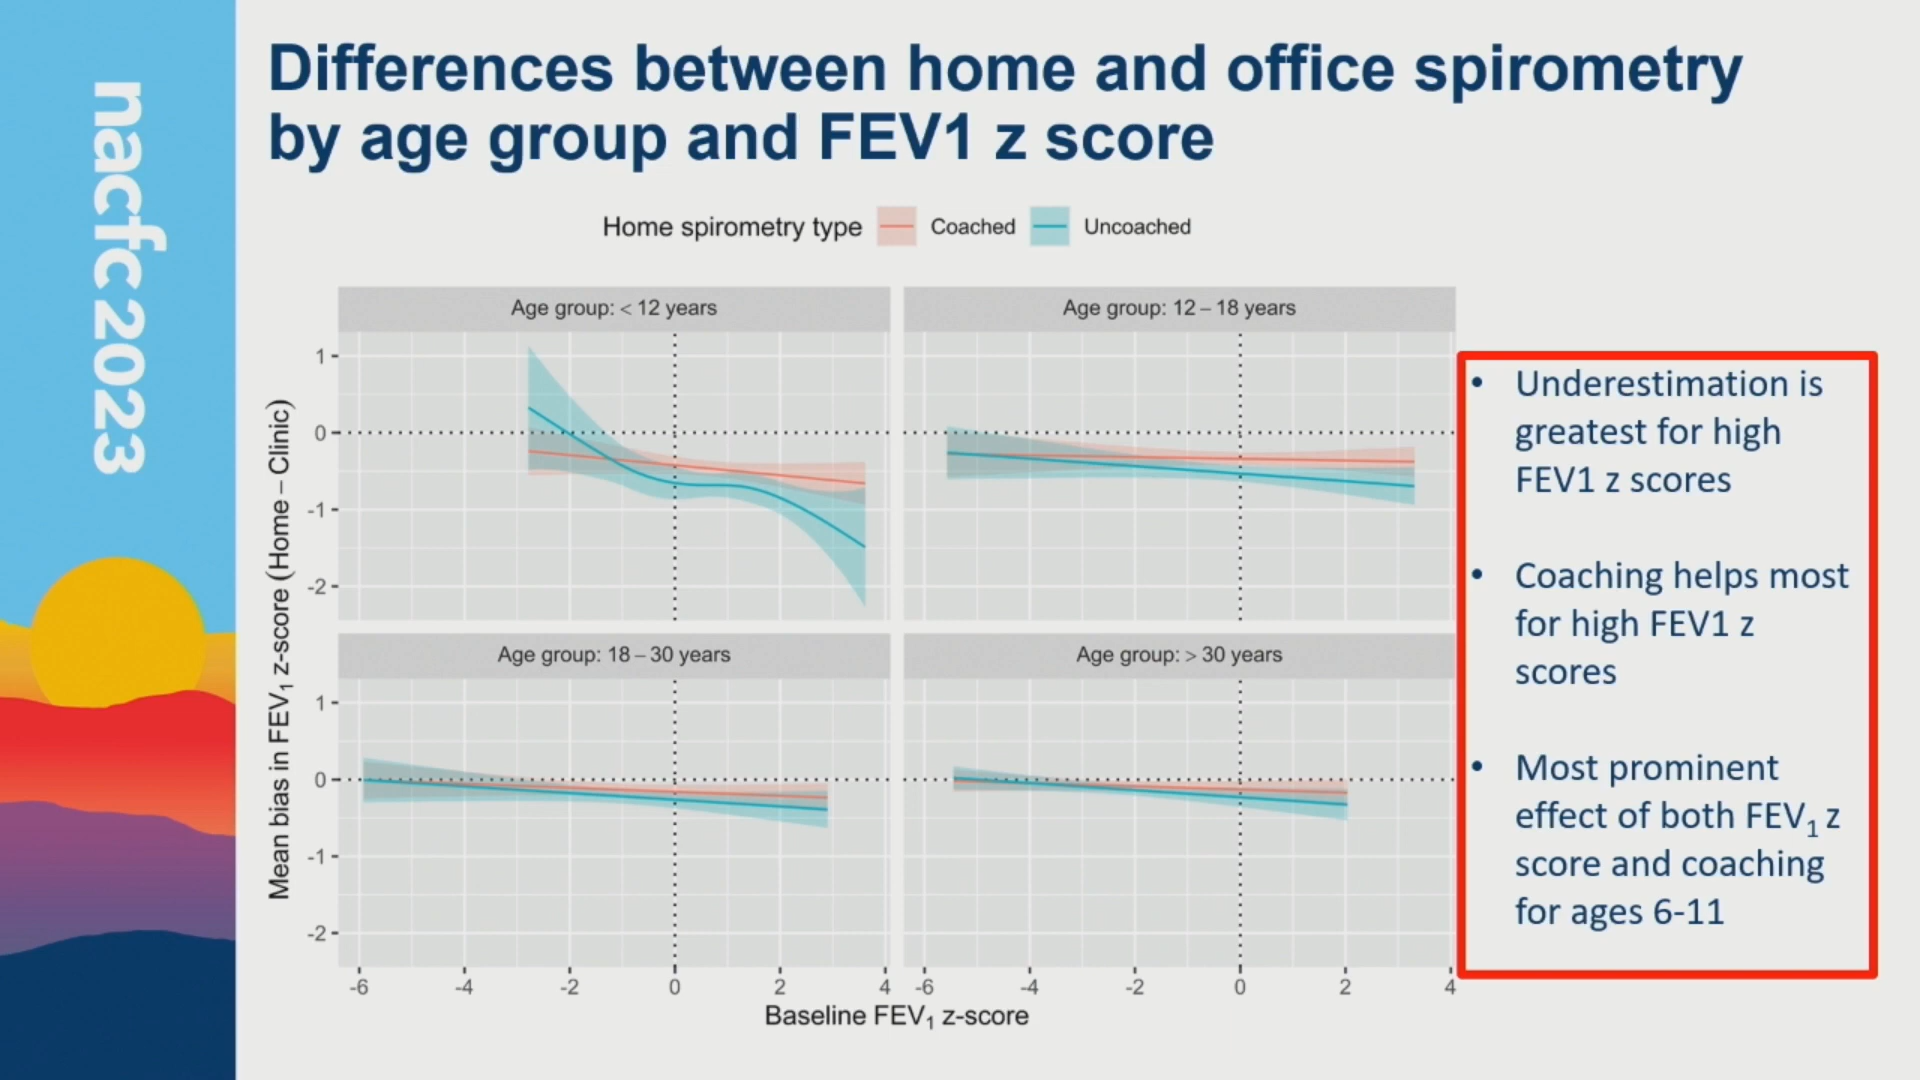 nacfc 2023
Differences between home and office spirometry
by age group and FEV1 z score
Home spirometry type Coached Uncoached
Age group: < 12 years
Age group: 12 – 18 years
1
0
-1
-2
Age group: 18 – 30 years
Age group: > 30 years
1
0
-1
-2
-6 -4 -2 0 2 4
-6 -4 -2 0 2 4
Mean bias in FEV₁ z-score (Home – Clinic)
Baseline FEV₁ z-score
• Underestimation is
greatest for high
FEV1 z scores
• Coaching helps most
for high FEV1 z
scores
• Most prominent
effect of both FEV₁ z
score and coaching
for ages 6-11